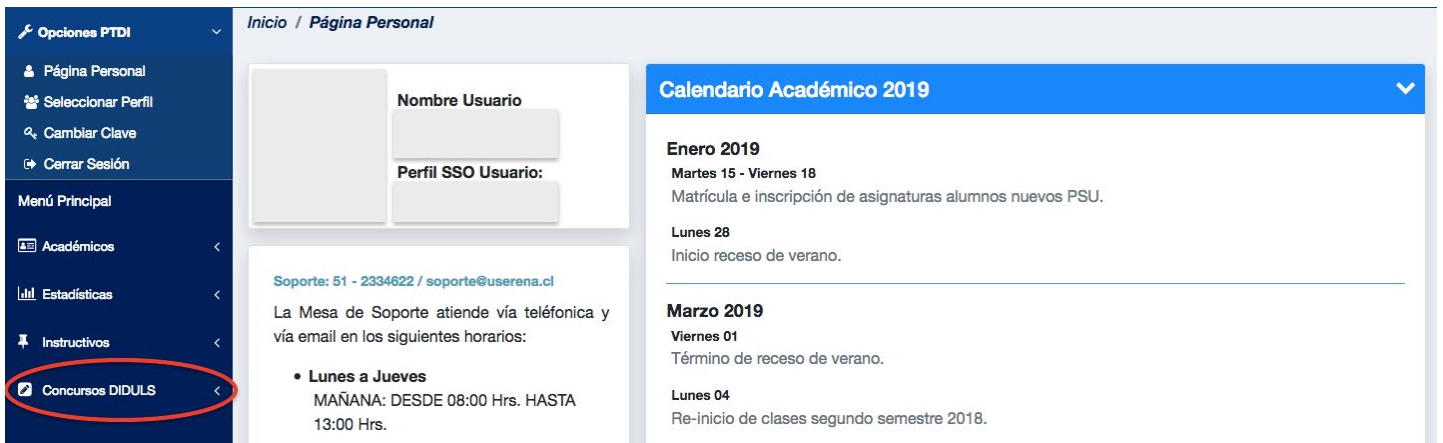 Opciones PTDI
Página Personal
Seleccionar Perfil
Cambiar Clave
Cerrar Sesión
Menú Principal
Académicos
Estadísticas
Instructivos
Concursos DIDULS
Inicio / Página Personal
Nombre Usuario
Perfil SSO Usuario:
Soporte: 51 - 2334622 / soporte@userena.cl
La Mesa de Soporte atiende vía teléfonica y
vía email en los siguientes horarios:
• Lunes a Jueves
MAÑANA: DESDE 08:00 Hrs. HASTA
13:00 Hrs.
Calendario Académico 2019
Enero 2019
Martes 15 - Viernes 18
Matrícula e inscripción de asignaturas alumnos nuevos PSU.
Lunes 28
Inicio receso de verano.
Marzo 2019
Viernes 01
Término de receso de verano.
Lunes 04
Re-inicio de clases segundo semestre 2018.